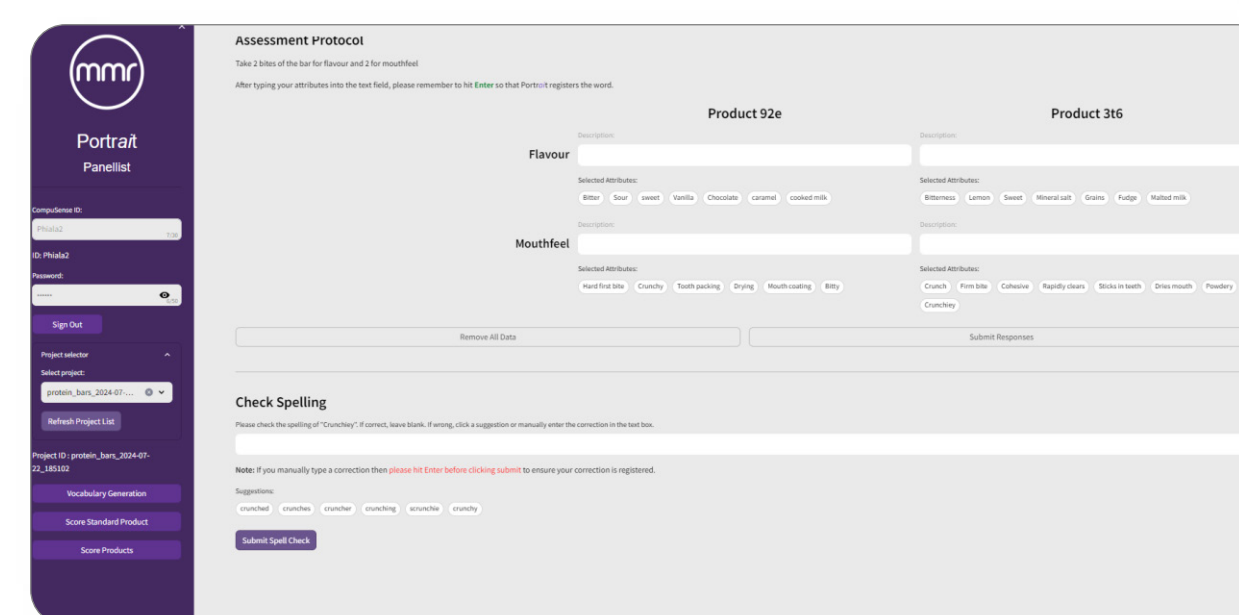 mmr
Portrait
Panellist
CompuSense ID:
Phiala2
7/36
ID: Phiala2
Password:
······
6/50
Sign Out
Project selector
Select project:
protein_bars_2024-07-...
Refresh Project List
Project ID : protein_bars_2024-07-
22_185102
Vocabulary Generation
Score Standard Product
Score Products
Assessment Protocol
Take 2 bites of the bar for flavour and 2 for mouthfeel
After typing your attributes into the text field, please remember to hit Enter so that Portrait registers the word.
Product 92e Product 3t6
Description: Description:
Flavour
Selected Attributes: Selected Attributes:
Bitter Sour sweet Vanilla Chocolate caramel cooked milk Bitterness Lemon Sweet Mineral salt Grains Fudge Malted milk
Description: Description:
Mouthfeel
Selected Attributes: Selected Attributes:
Hard first bite Crunchy Tooth packing Drying Mouth coating Bitty Crunch Firm bite Cohesive Rapidly clears Sticks in teeth Dries mouth Powdery
Crunchiey
Remove All Data Submit Responses
Check Spelling
Please check the spelling of "Crunchiey". If correct, leave blank. If wrong, click a suggestion or manually enter the correction in the text box.
Note: If you manually type a correction then please hit Enter before clicking submit to ensure your correction is registered.
Suggestions:
crunched crunches cruncher crunching scrunchie crunchy
Submit Spell Check